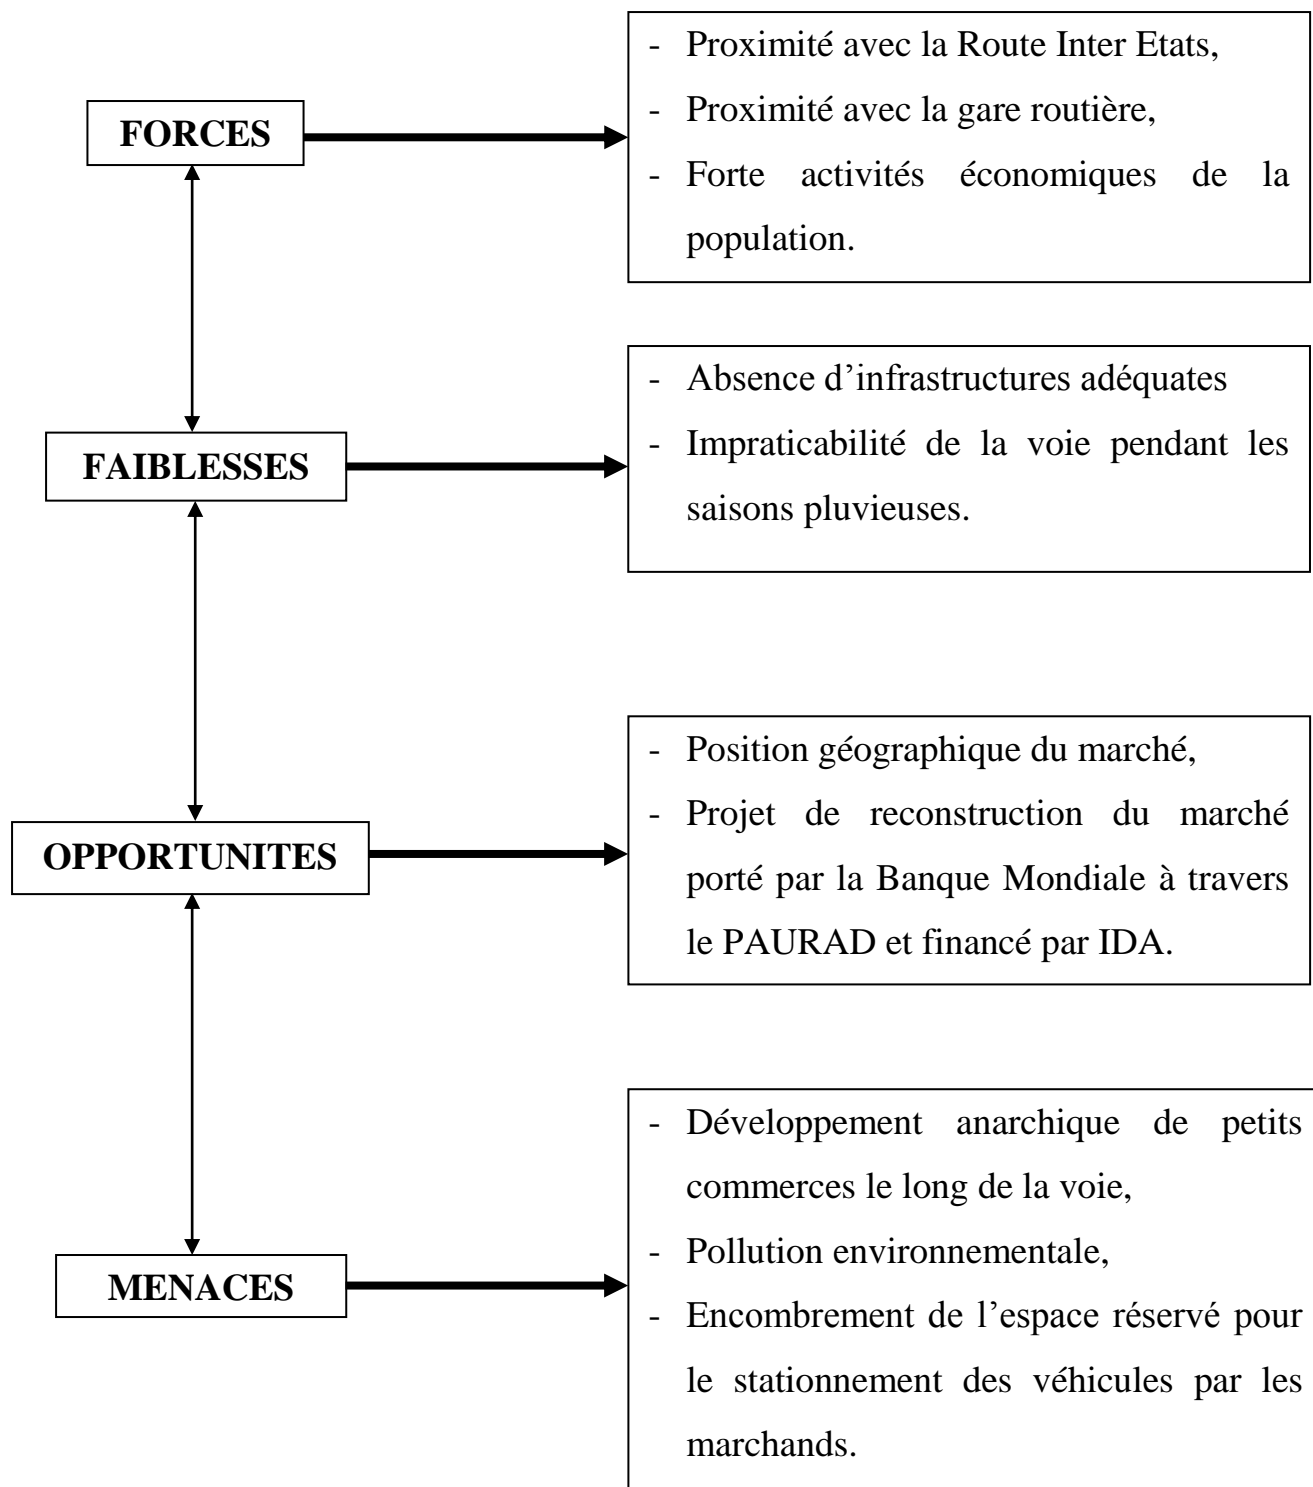 FORCES
- Proximité avec la Route Inter Etats,
- Proximité avec la gare routière,
- Forte activités économiques de la
population.
FAIBLESSES
- Absence d’infrastructures adéquates
- Impraticabilité de la voie pendant les
saisons pluvieuses.
OPPORTUNITES
- Position géographique du marché,
- Projet de reconstruction du marché
porté par la Banque Mondiale à travers
le PAURAD et financé par IDA.
MENACES
- Développement anarchique de petits
commerces le long de la voie,
- Pollution environnementale,
- Encombrement de l’espace réservé pour
le stationnement des véhicules par les
marchands.